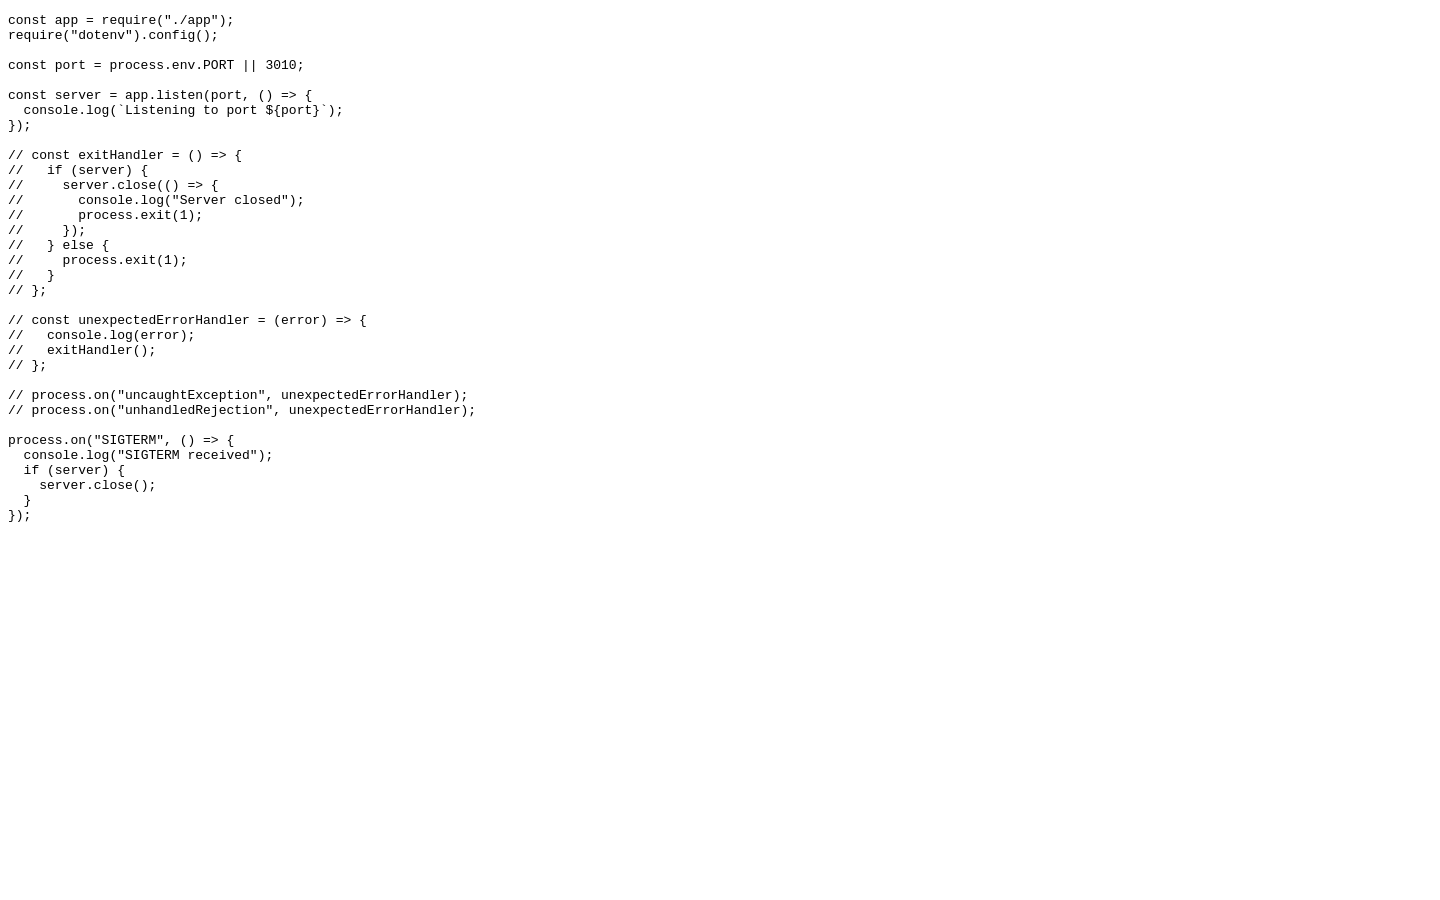 const app = require("./app");
require("dotenv").config();

const port = process.env.PORT || 3010;

const server = app.listen(port, () => {
  console.log(`Listening to port ${port}`);
});

// const exitHandler = () => {
//   if (server) {
//     server.close(() => {
//       console.log("Server closed");
//       process.exit(1);
//     });
//   } else {
//     process.exit(1);
//   }
// };

// const unexpectedErrorHandler = (error) => {
//   console.log(error);
//   exitHandler();
// };

// process.on("uncaughtException", unexpectedErrorHandler);
// process.on("unhandledRejection", unexpectedErrorHandler);

process.on("SIGTERM", () => {
  console.log("SIGTERM received");
  if (server) {
    server.close();
  }
});